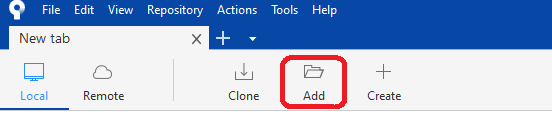 File Edit View Repository Actions Tools Help
New tab
Local Remote Clone Add Create